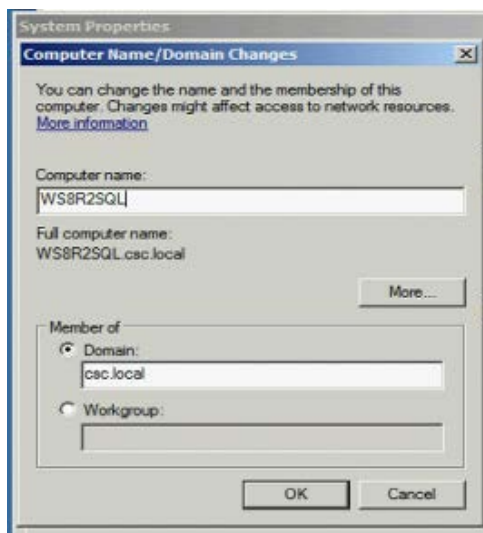 System Properties
Computer Name/Domain Changes
You can change the name and the membership of this
computer. Changes might affect access to network resources.
More information
Computer name:
WS8R2SQL
Full computer name:
WS8R2SQL.csc.local
More...
Member of
Domain:
csc.local
Workgroup:
OK
Cancel